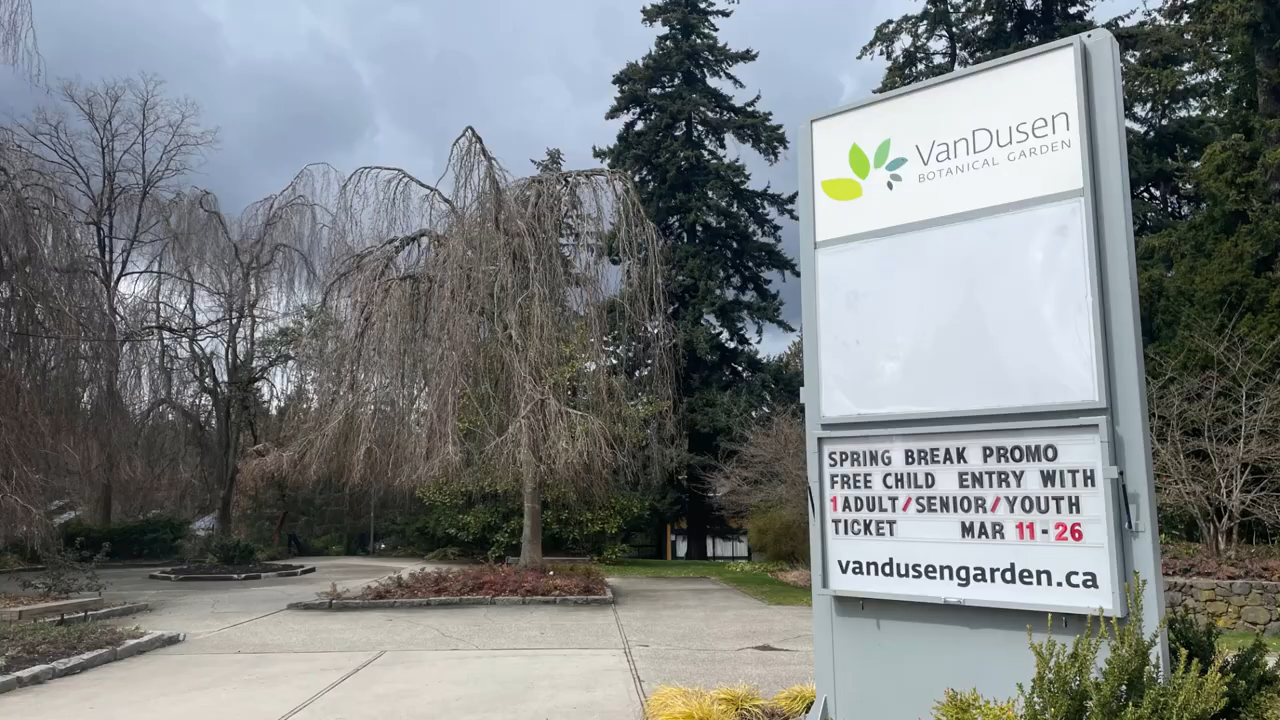 VanDusen
BOTANICAL GARDEN
SPRING BREAK PROMO
FREE CHILD ENTRY WITH
1 ADULT/SENIOR/YOUTH
TICKET MAR 11-26
vandusengarden.ca